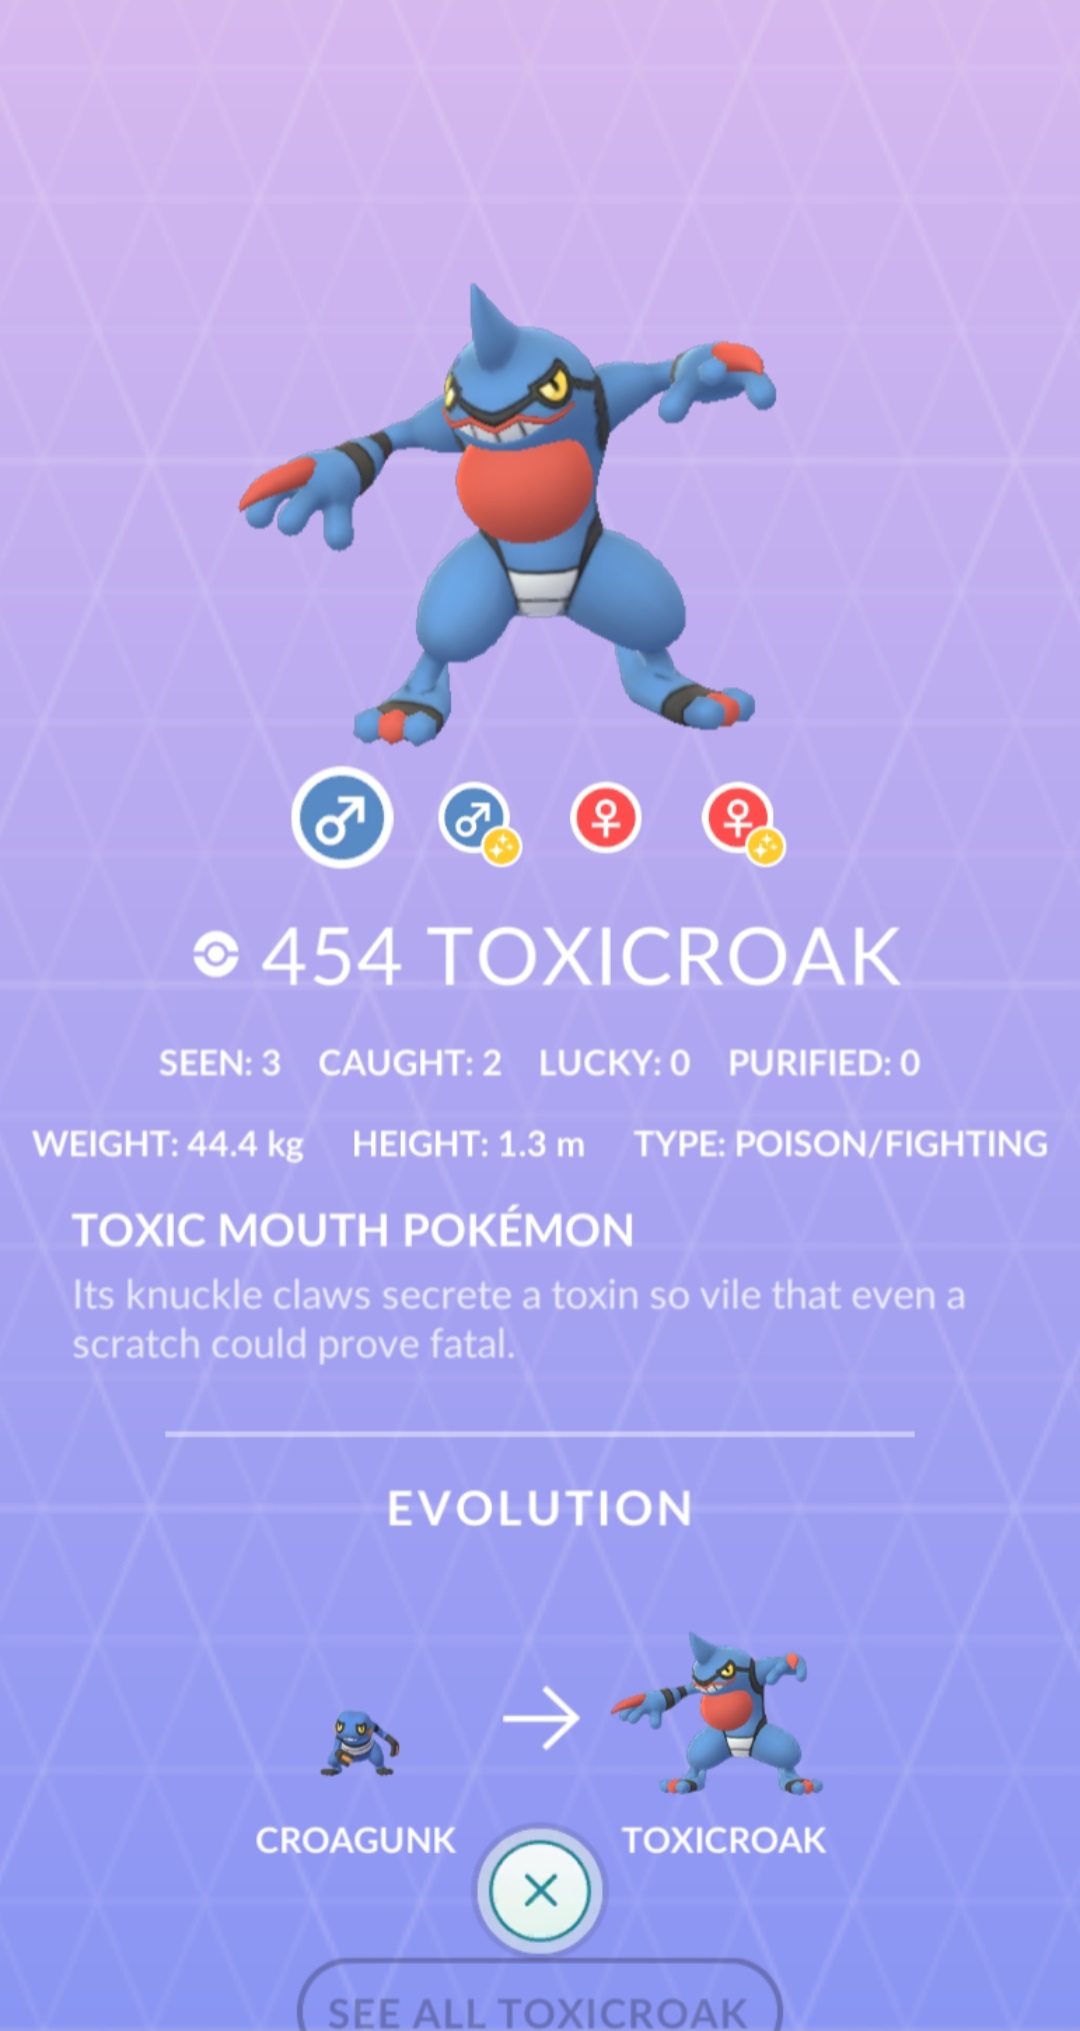 454 TOXICROAK
SEEN: 3 CAUGHT: 2 LUCKY: 0 PURIFIED: 0
WEIGHT: 44.4 kg HEIGHT: 1.3 m TYPE: POISON/FIGHTING
TOXIC MOUTH POKÉMON
Its knuckle claws secrete a toxin so vile that even a
scratch could prove fatal.
EVOLUTION
CROAGUNK TOXICROAK
SEE ALL TOXICROAK